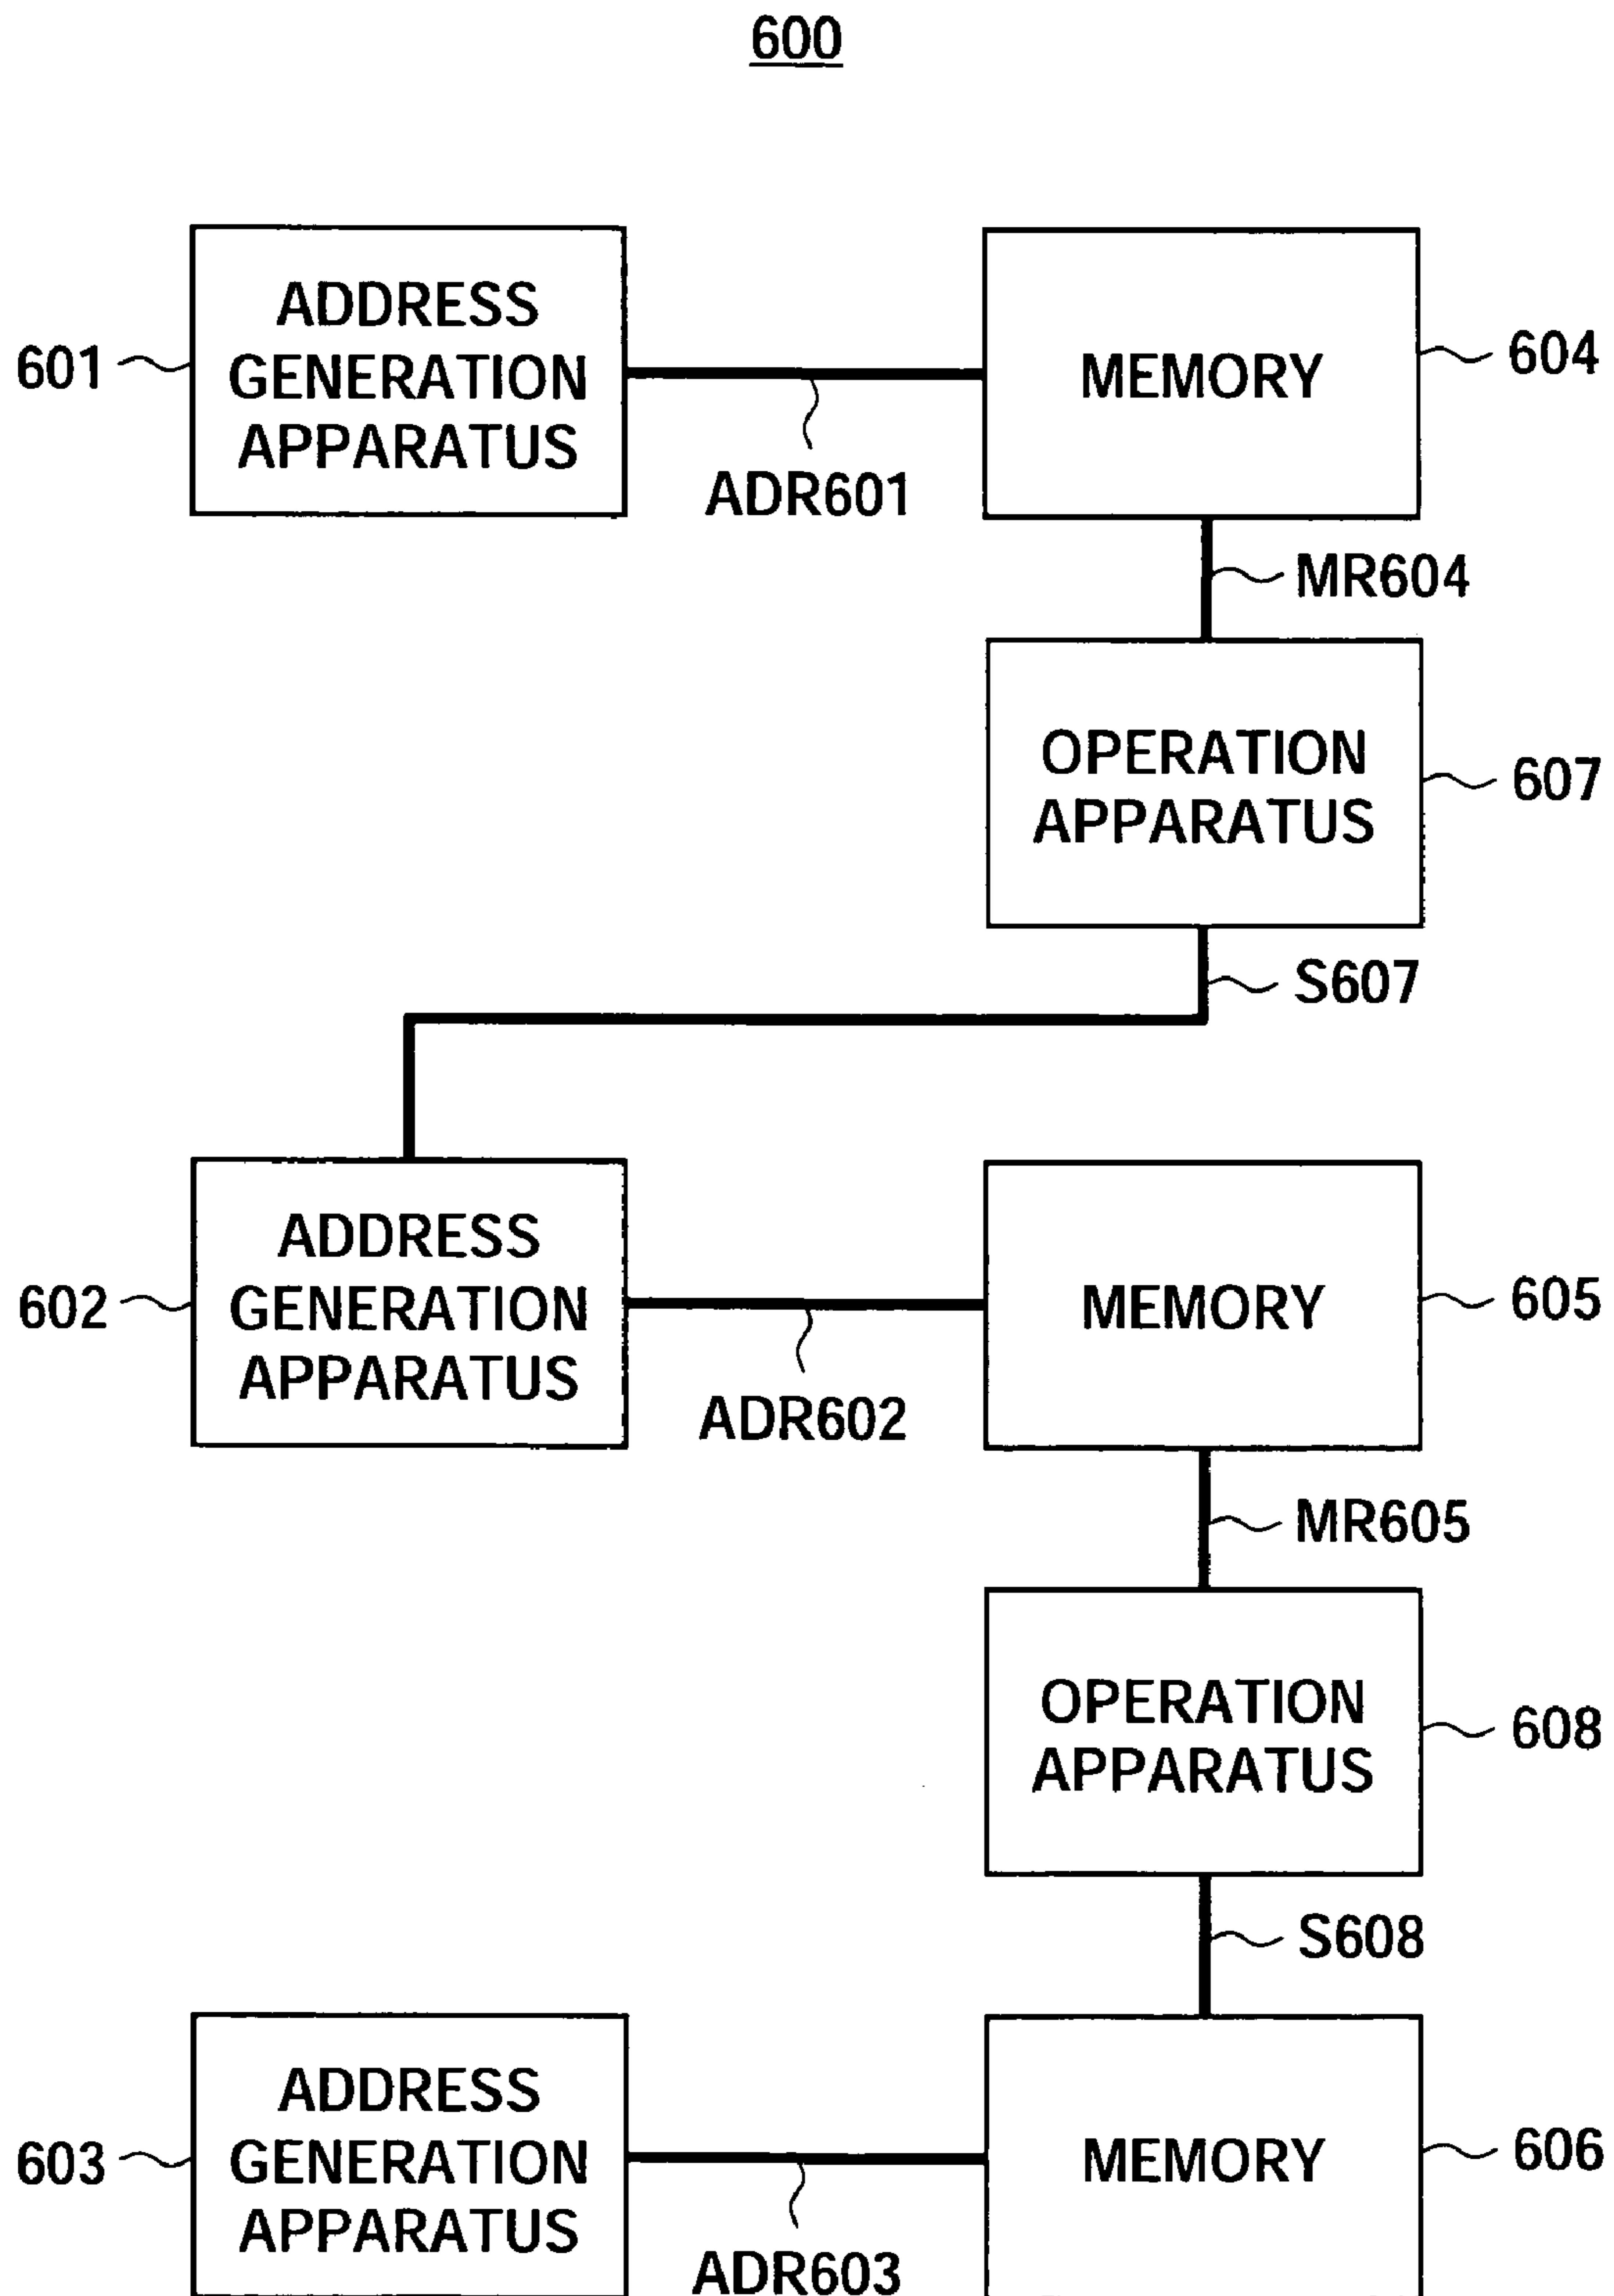 600
ADDRESS
GENERATION
APPARATUS
601
ADR601
MEMORY
604
MR604
OPERATION
APPARATUS
607
S607
ADDRESS
GENERATION
APPARATUS
602
ADR602
MEMORY
605
MR605
OPERATION
APPARATUS
608
S608
ADDRESS
GENERATION
APPARATUS
603
ADR603
MEMORY
606